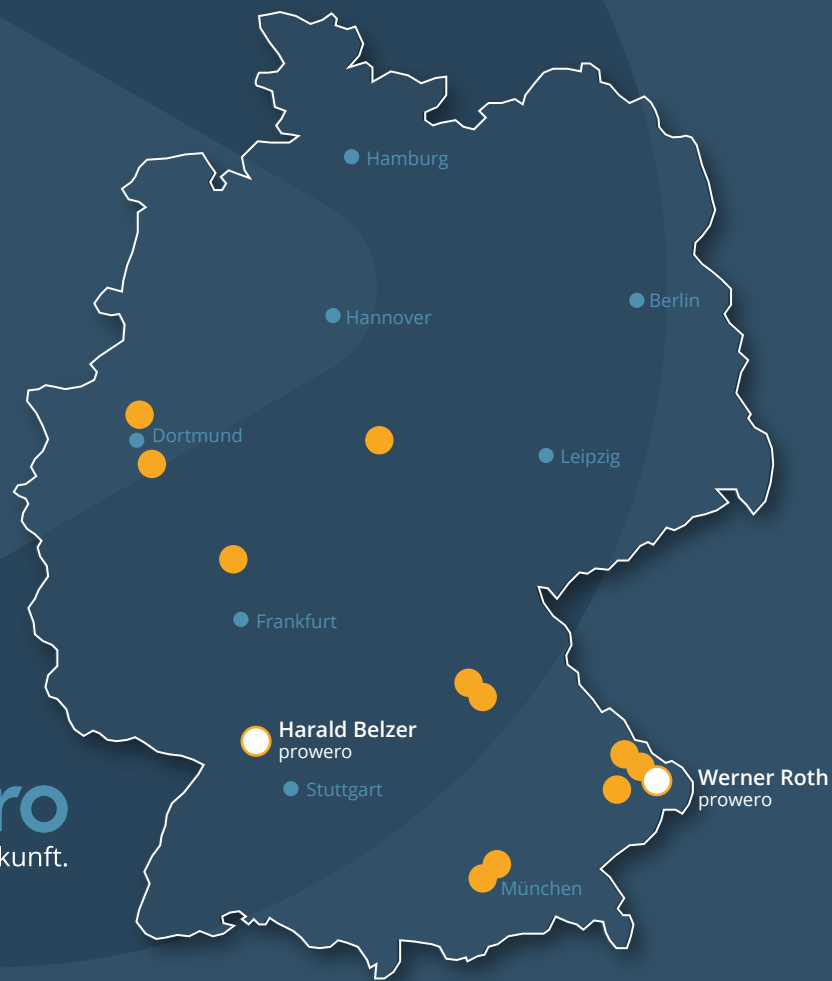 Hamburg
Berlin
Hannover
Dortmund
Leipzig
Frankfurt
Harald Belzer
prowero
Werner Roth
prowero
Stuttgart
ro
kunft.
München